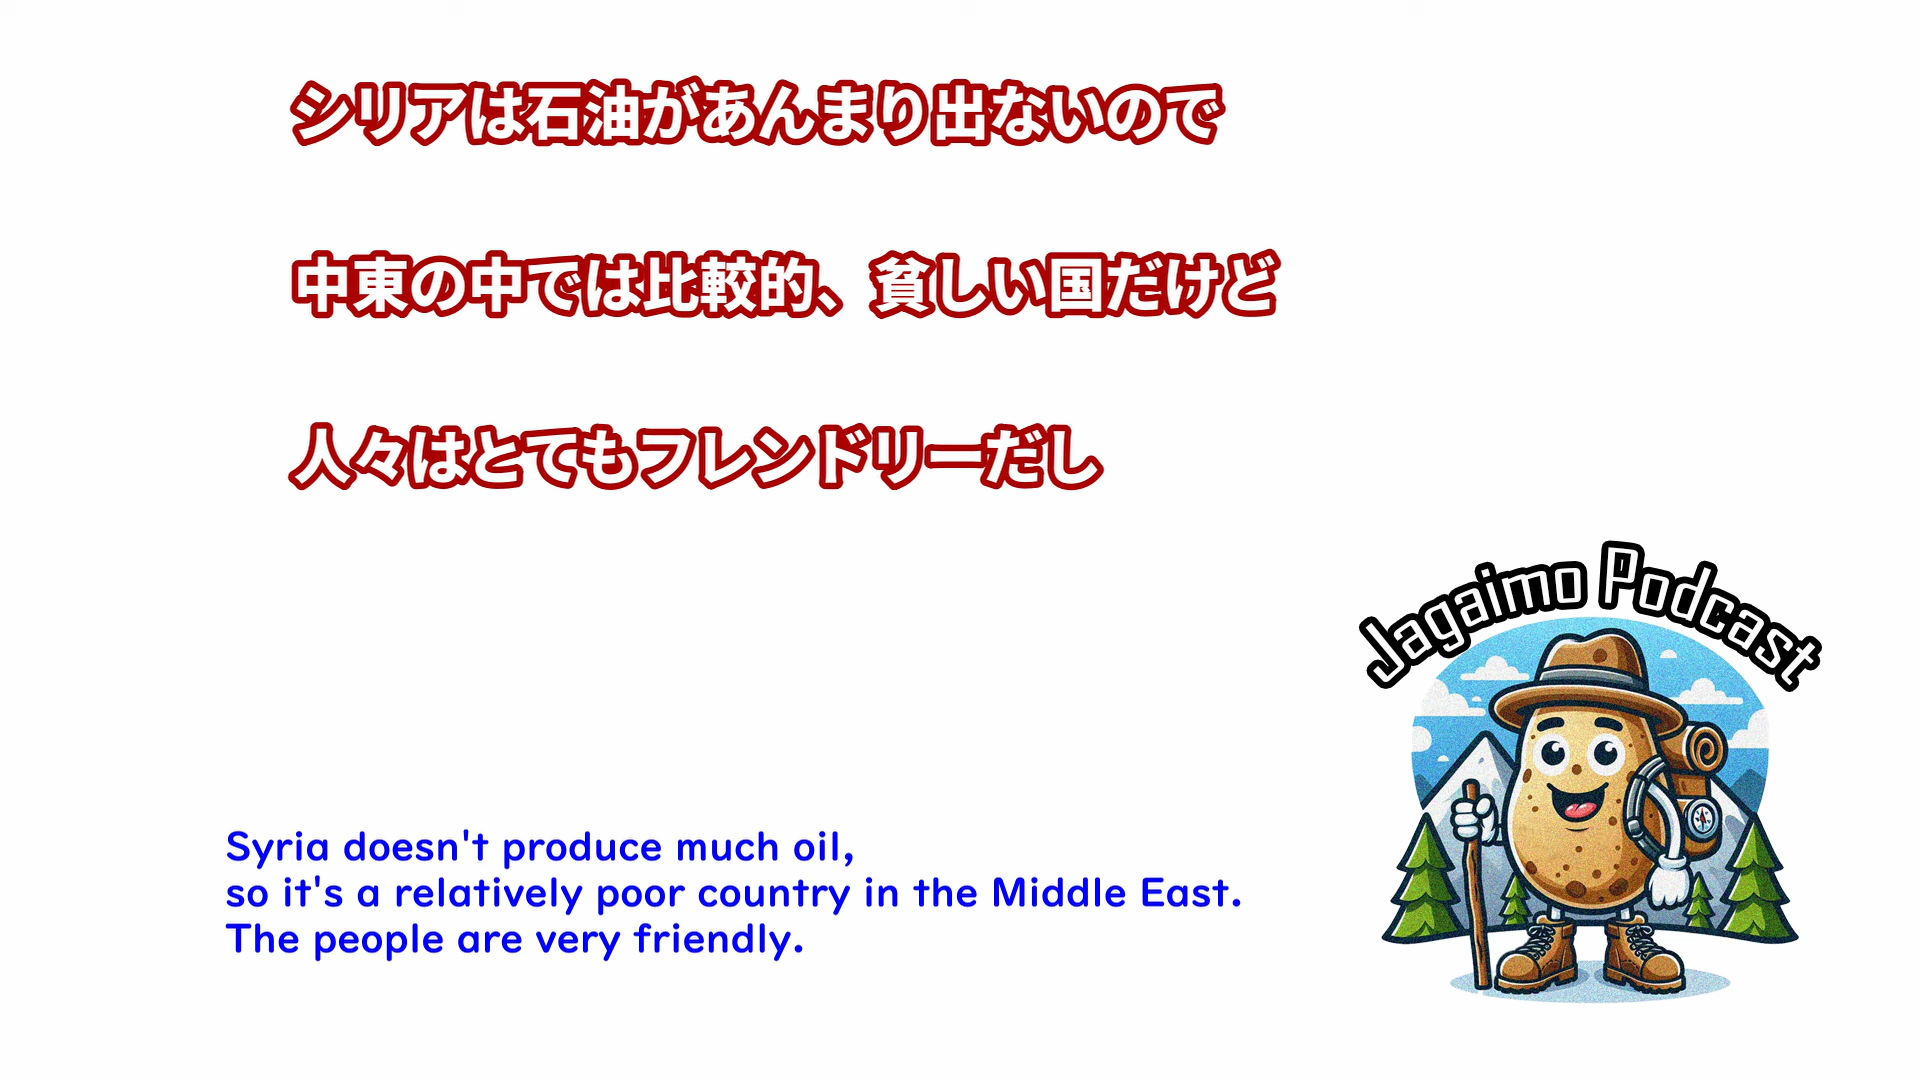 シリアは石油があんまり出ないので
中東の中では比較的、貧しい国だけど
人々はとてもフレンドリーだし
Jagaimo Podcast
Syria doesn't produce much oil,
so it's a relatively poor country in the Middle East.
The people are very friendly.